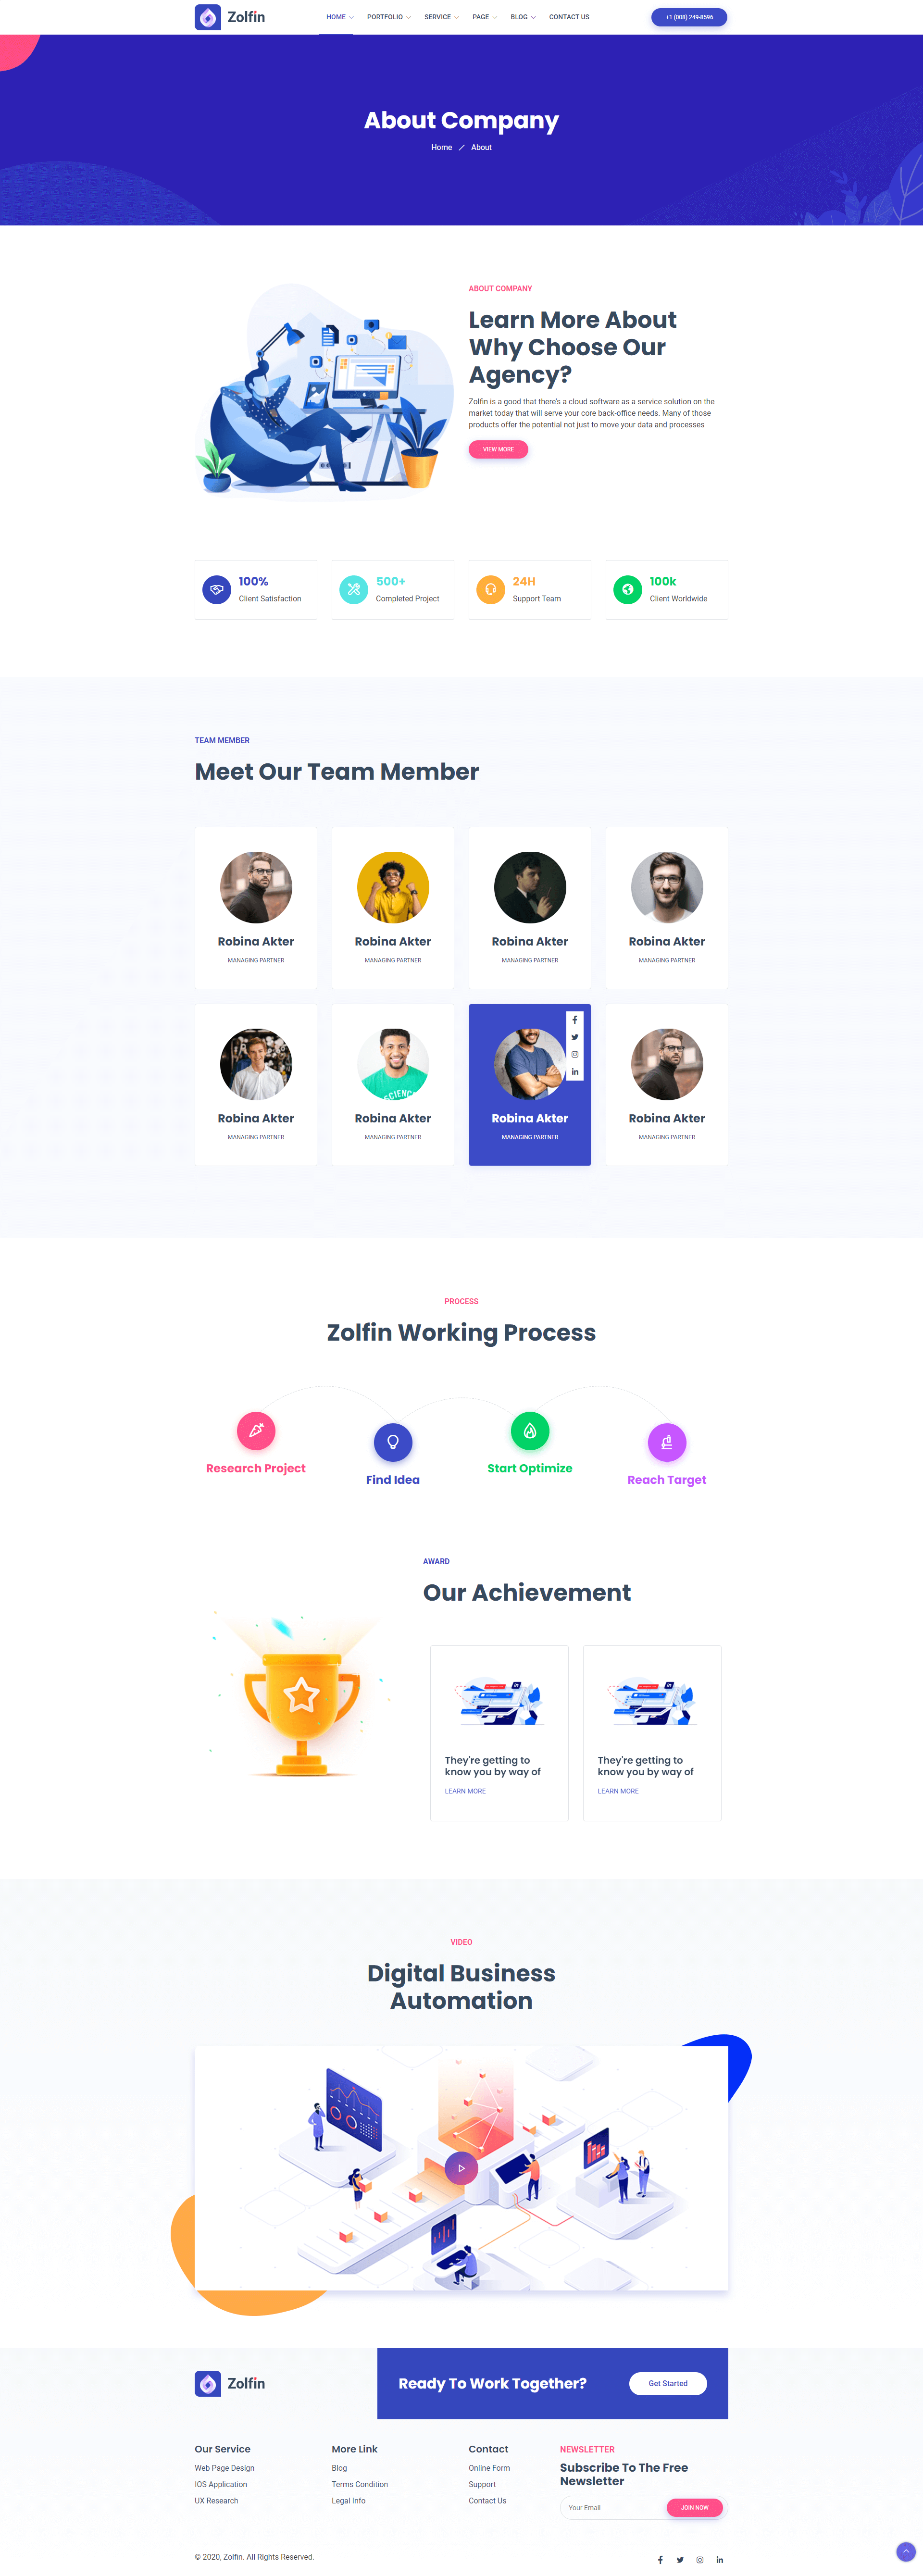 Zolfin
HOME
PORTFOLIO
SERVICE
PAGE
BLOG
CONTACT US
+1 (008) 249-8596
About Company
Home / About
ABOUT COMPANY
Learn More About
Why Choose Our
Agency?
Zolfin is a good that there's a cloud software as a service solution on the
market today that will serve your core back-office needs. Many of those
products offer the potential not just to move your data and processes
VIEW MORE
100%
Client Satisfaction
500+
Completed Project
24H
Support Team
100k
Client Worldwide
TEAM MEMBER
Meet Our Team Member
Robina Akter
MANAGING PARTNER
Robina Akter
MANAGING PARTNER
Robina Akter
MANAGING PARTNER
Robina Akter
MANAGING PARTNER
Robina Akter
MANAGING PARTNER
SCIENCE
Robina Akter
MANAGING PARTNER
Robina Akter
MANAGING PARTNER
Robina Akter
MANAGING PARTNER
PROCESS
Zolfin Working Process
Research Project
Find Idea
Start Optimize
Reach Target
AWARD
Our Achievement
They're getting to
know you by way of
LEARN MORE
They're getting to
know you by way of
LEARN MORE
VIDEO
Digital Business
Automation
Zolfin
Ready To Work Together?
Get Started
Our Service
Web Page Design
IOS Application
UX Research
More Link
Blog
Terms Condition
Legal Info
Contact
Online Form
Support
Contact Us
NEWSLETTER
Subscribe To The Free
Newsletter
Your Email
JOIN NOW
© 2020, Zolfin. All Rights Reserved.